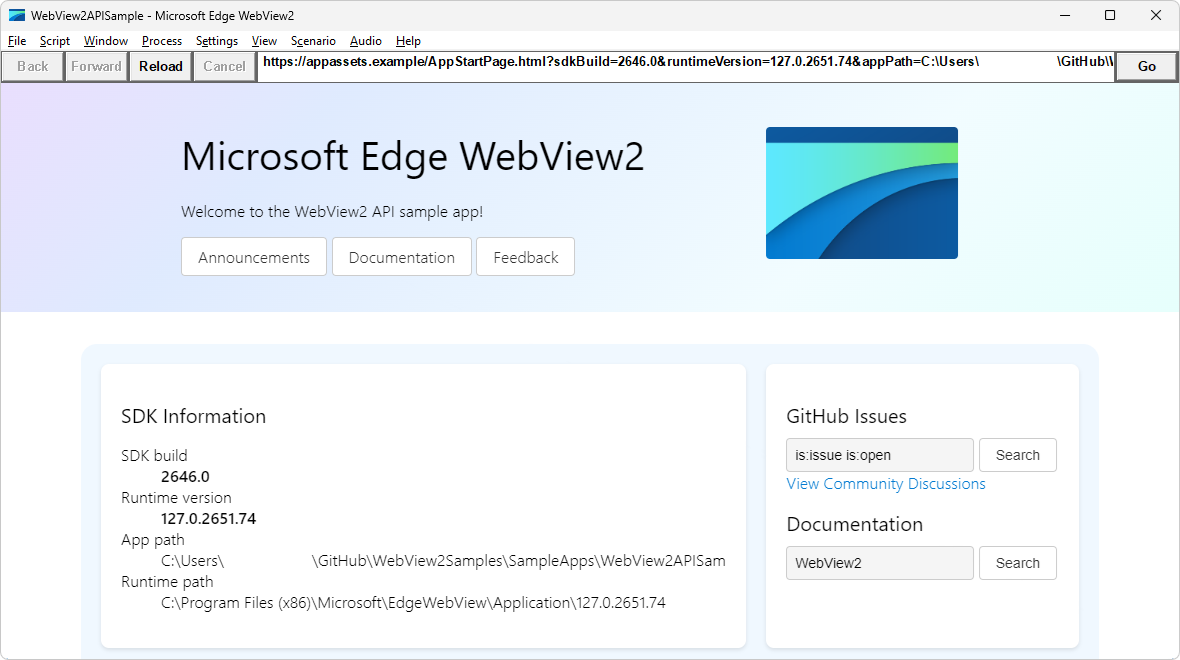 WebView2APISample - Microsoft Edge WebView2
File Script Window Process Settings View Scenario Audio Help
Back Forward Reload Cancel https://appassets.example/AppStartPage.html?sdkBuild=2646.0&runtimeVersion=127.0.2651.74&appPath=C:\Users\ \GitHub\\ Go
Microsoft Edge WebView2
Welcome to the WebView2 API sample app!
Announcements Documentation Feedback
SDK Information
SDK build
2646.0
Runtime version
127.0.2651.74
App path
C:\Users\ \GitHub\WebView2Samples\SampleApps\WebView2APISam
Runtime path
C:\Program Files (x86)\Microsoft\EdgeWebView\Application\127.0.2651.74
GitHub Issues
is:issue is:open Search
View Community Discussions
Documentation
WebView2 Search